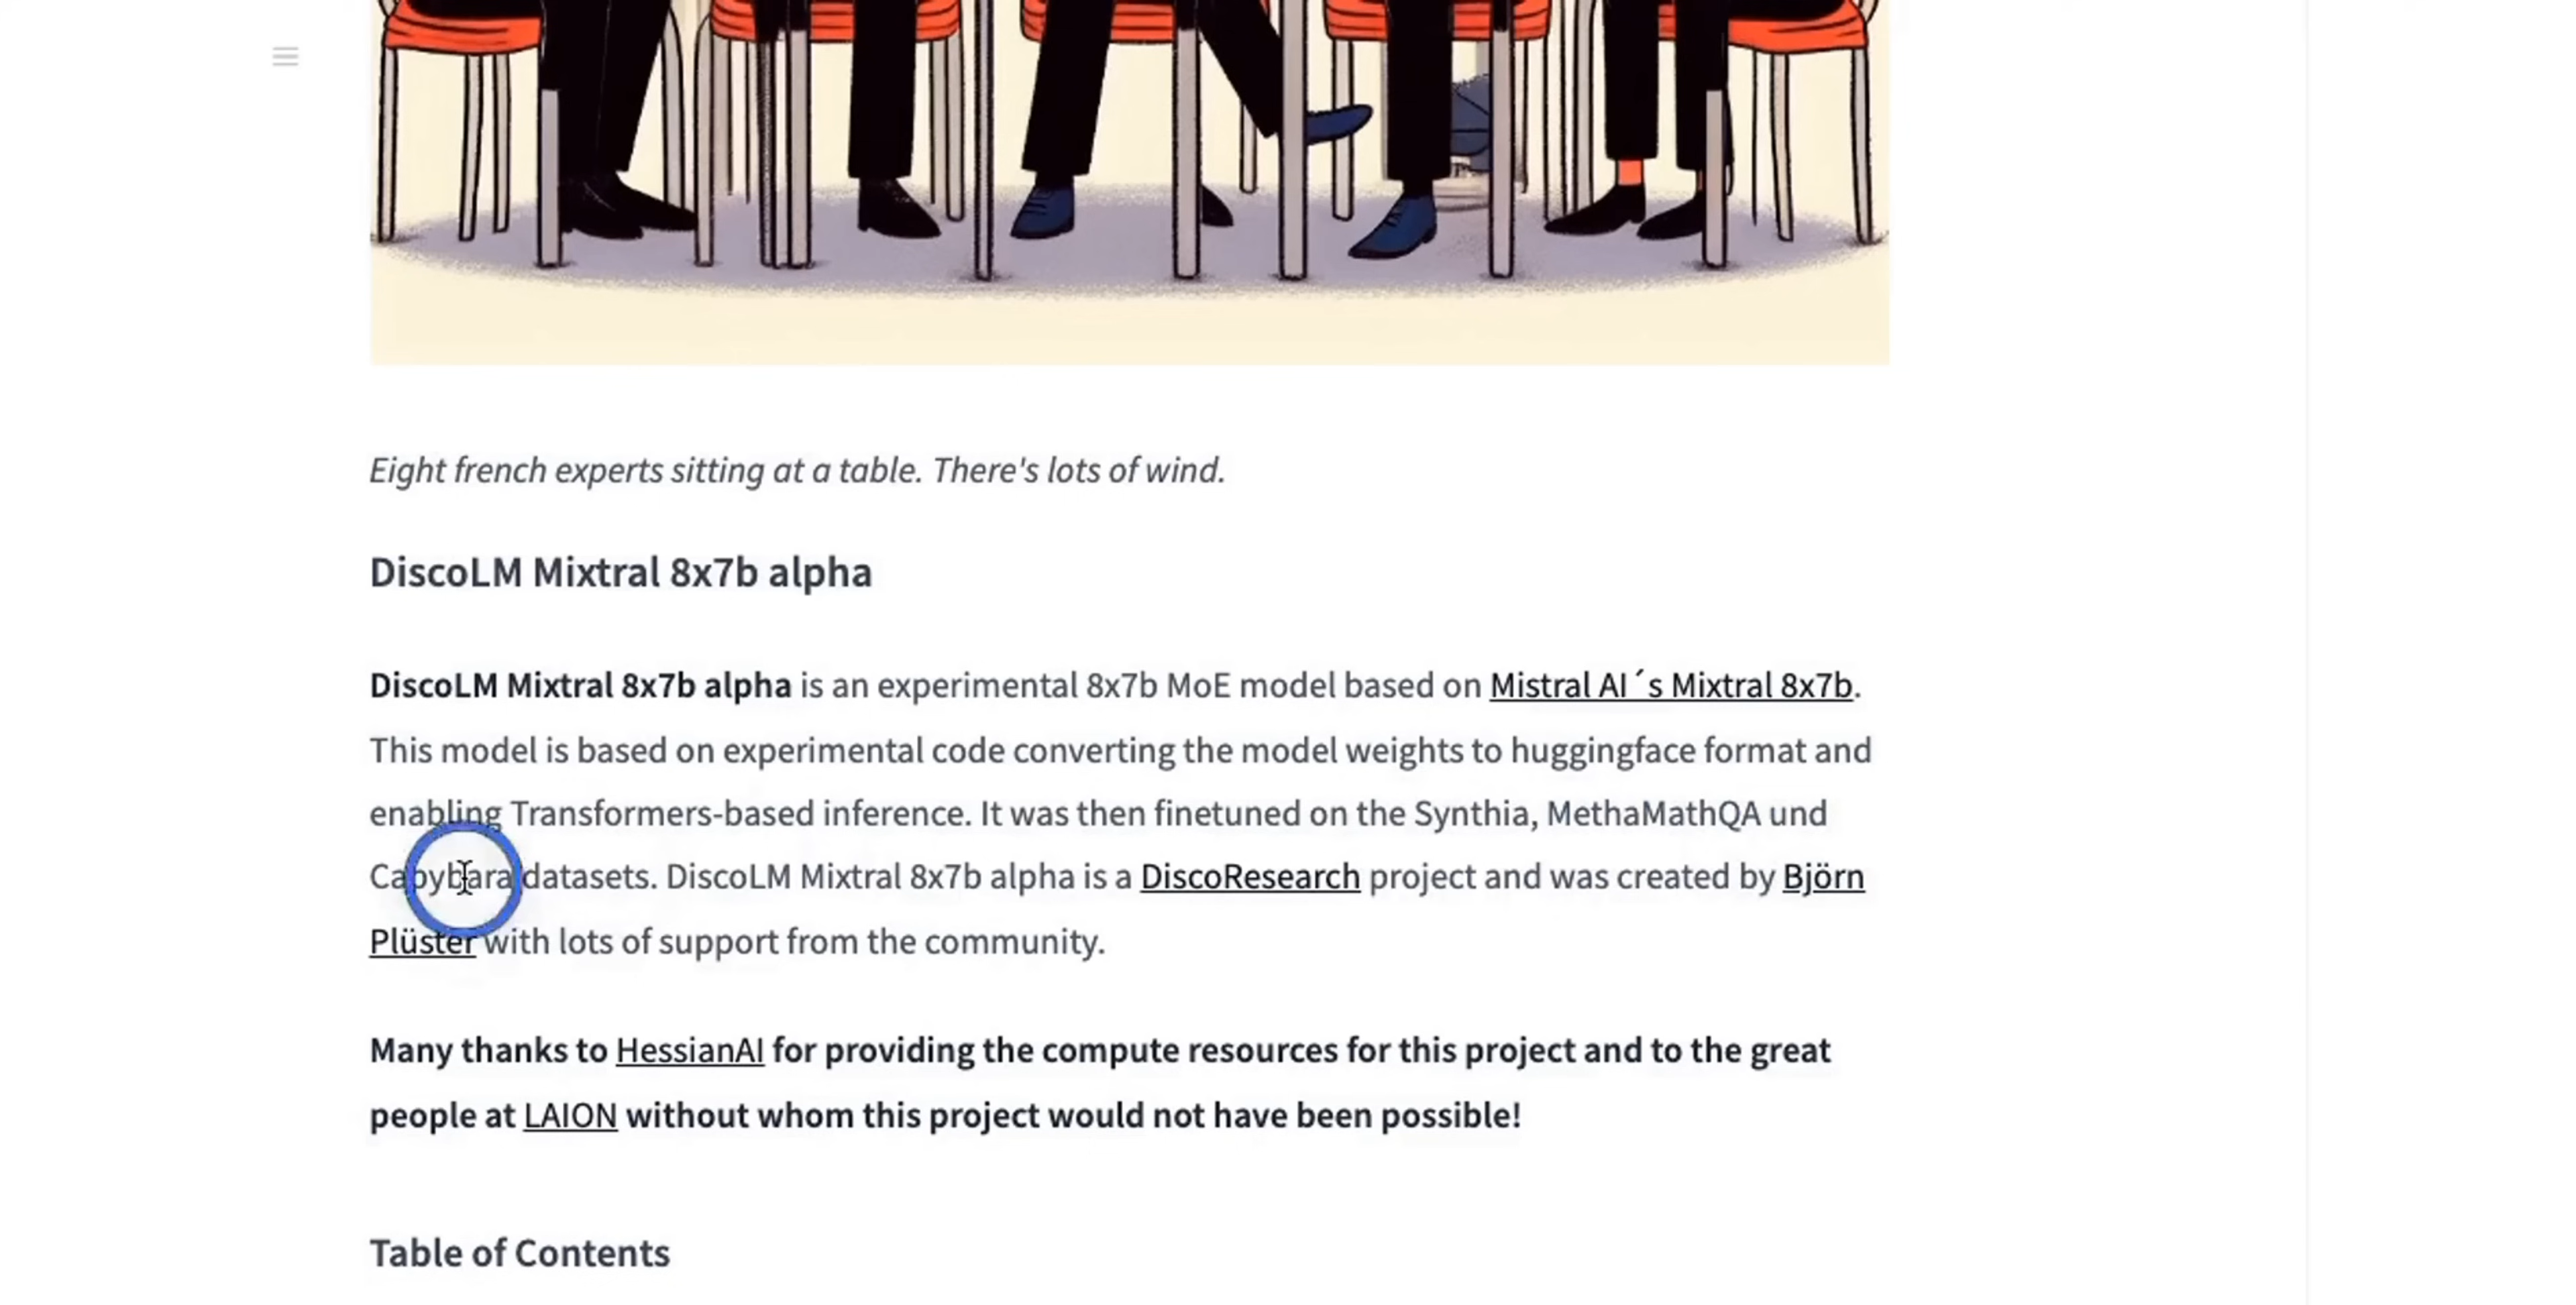 Eight french experts sitting at a table. There's lots of wind.
DiscoLM Mixtral 8x7b alpha
DiscoLM Mixtral 8x7b alpha is an experimental 8x7b MoE model based on Mistral AI´s Mixtral 8x7b.
This model is based on experimental code converting the model weights to huggingface format and
enabling Transformers-based inference. It was then finetuned on the Synthia, MethaMathQA und
Capybara datasets. DiscoLM Mixtral 8x7b alpha is a DiscoResearch project and was created by Björn
Plüster with lots of support from the community.
Many thanks to HessianAI for providing the compute resources for this project and to the great
people at LAION without whom this project would not have been possible!
Table of Contents